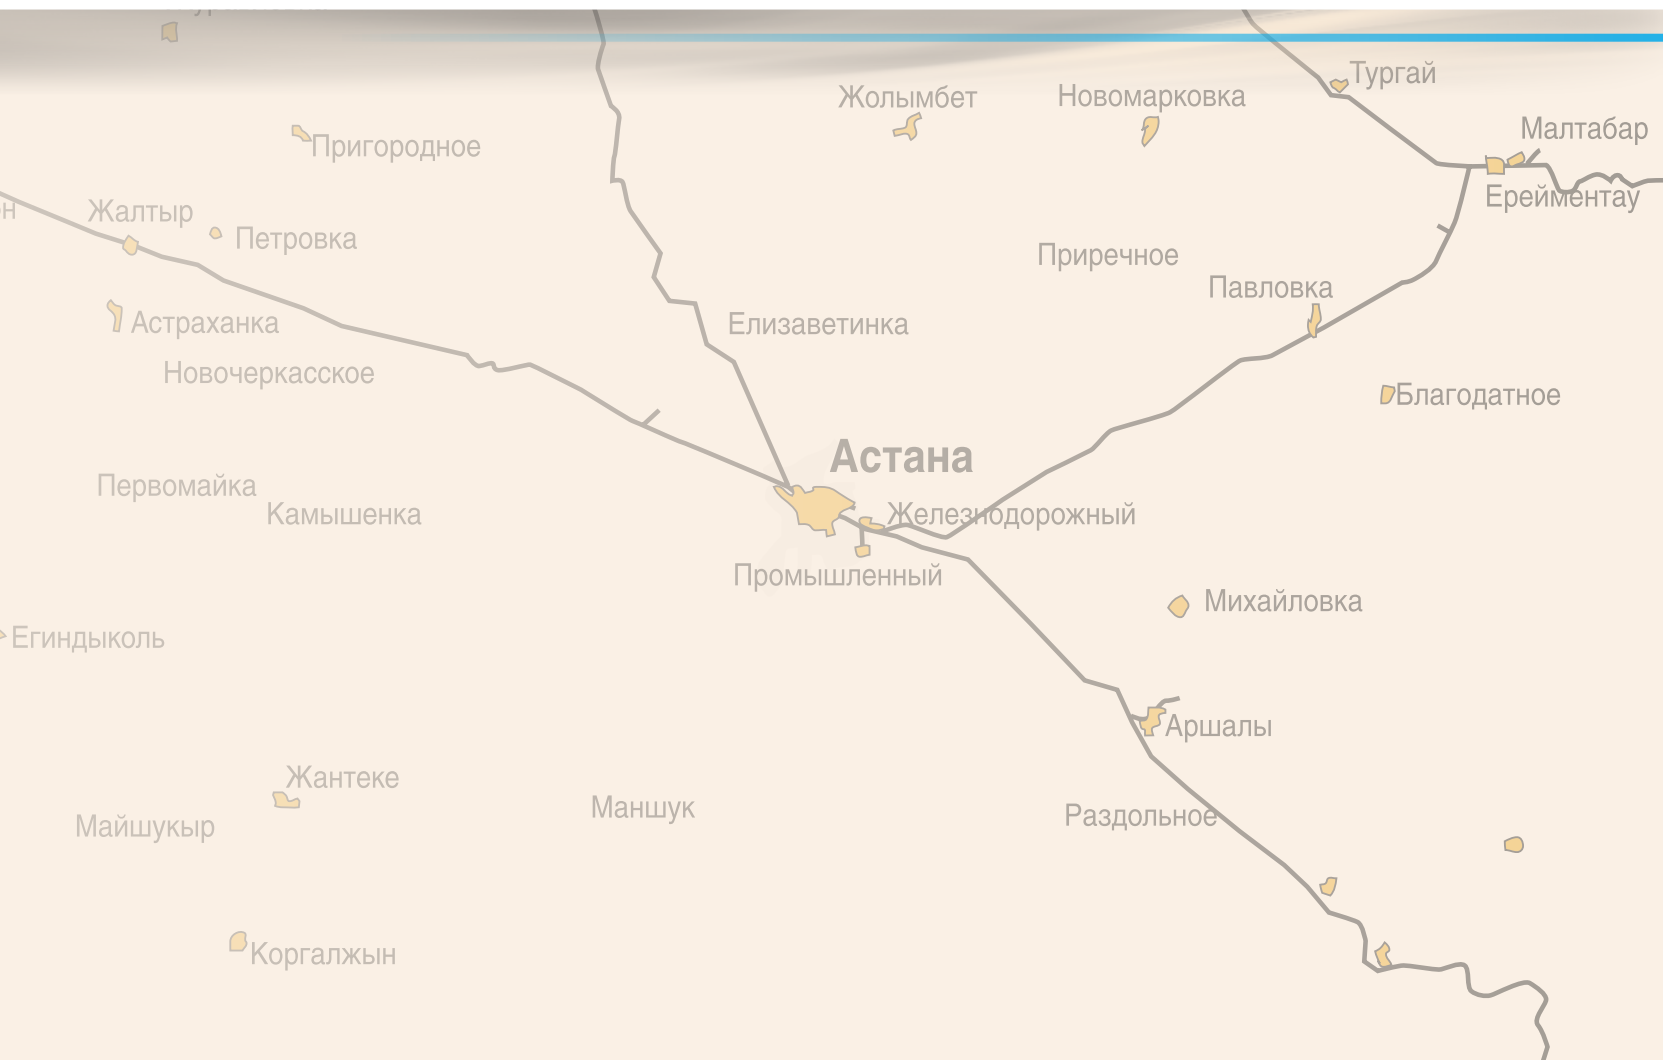 Тургай
Жолымбет
Новомарковка
Малтабар
Пригородное
Ерейментау
Жалтыр
Петровка
Приречное
Павловка
Астраханка
Елизаветинка
Новочеркасское
Благодатное
Астана
Первомайка
Камышенка
Железнодорожный
Промышленный
Михайловка
Егиндыколь
Аршалы
Жантеке
Маншук
Раздольное
Майшукыр
Коргалжын